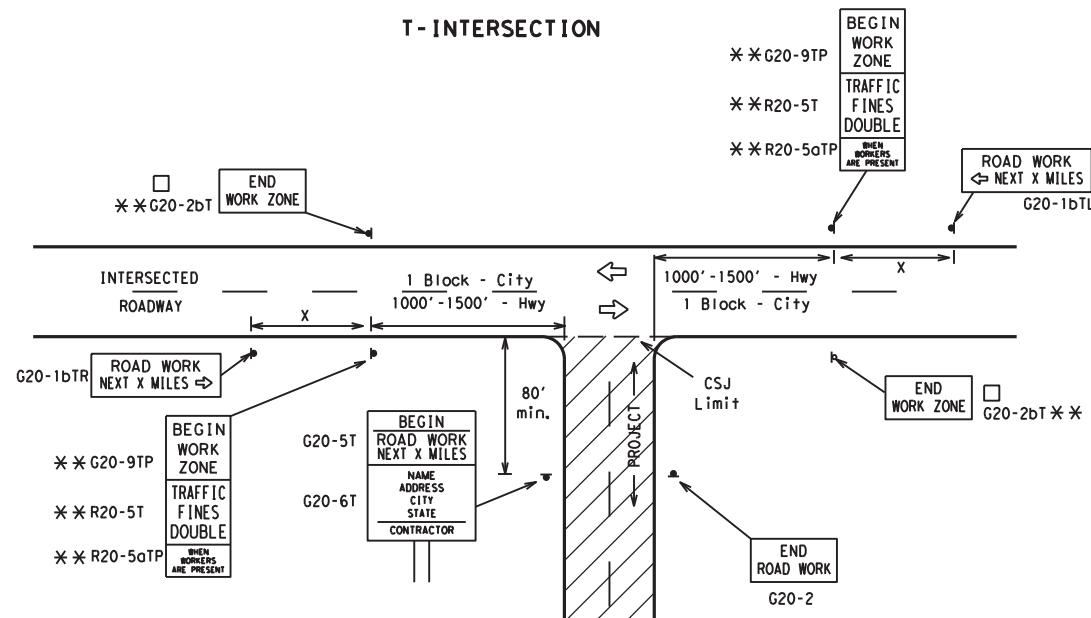 T-INTERSECTION
BEGIN
WORK
ZONE
TRAFFIC
FINES
DOUBLE
WHEN
WORKERS
ARE PRESENT
**G20-9TP
**R20-5T
**R20-5aTP
ROAD WORK
⇦ NEXT X MILES
G20-1bTL
□
**G20-2bT
END
WORK ZONE
INTERSECTED
ROADWAY
1 Block - City
1000'-1500' - Hwy
1000'-1500' - Hwy
1 Block - City
X
X
G20-1bTR
ROAD WORK
NEXT X MILES ⇨
80'
min.
CSJ
Limit
PROJECT
END
WORK ZONE
□
G20-2bT **
**G20-9TP
**R20-5T
**R20-5aTP
BEGIN
WORK
ZONE
TRAFFIC
FINES
DOUBLE
WHEN
WORKERS
ARE PRESENT
G20-5T
G20-6T
BEGIN
ROAD WORK
NEXT X MILES
NAME
ADDRESS
CITY
STATE
CONTRACTOR
END
ROAD WORK
G20-2